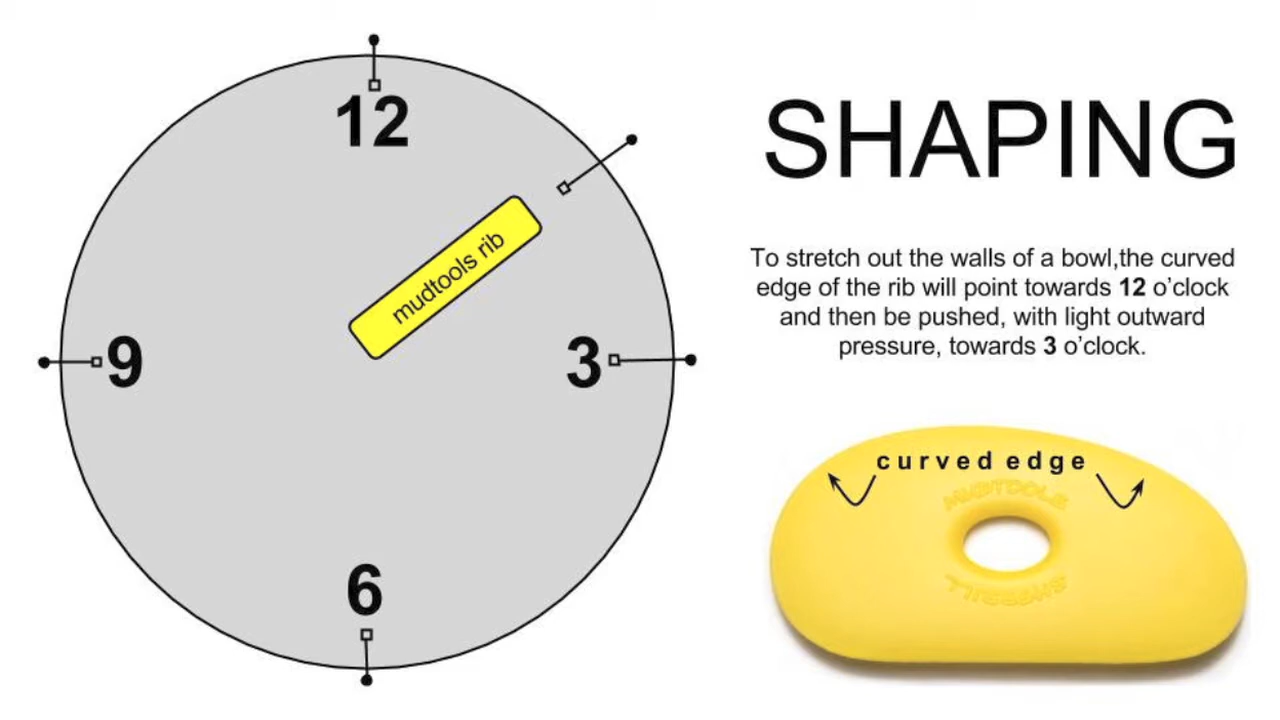 12
mudtools rib
9
3
6
SHAPING
To stretch out the walls of a bowl,the curved
edge of the rib will point towards 12 o'clock
and then be pushed, with light outward
pressure, towards 3 o'clock.
curved edge
MUDTOOLS
SHERRILL